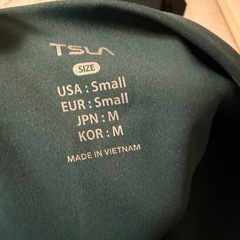 TSLA
SIZE
USA : Small
EUR : Small
JPN : M
KOR : M
MADE IN VIETNAM